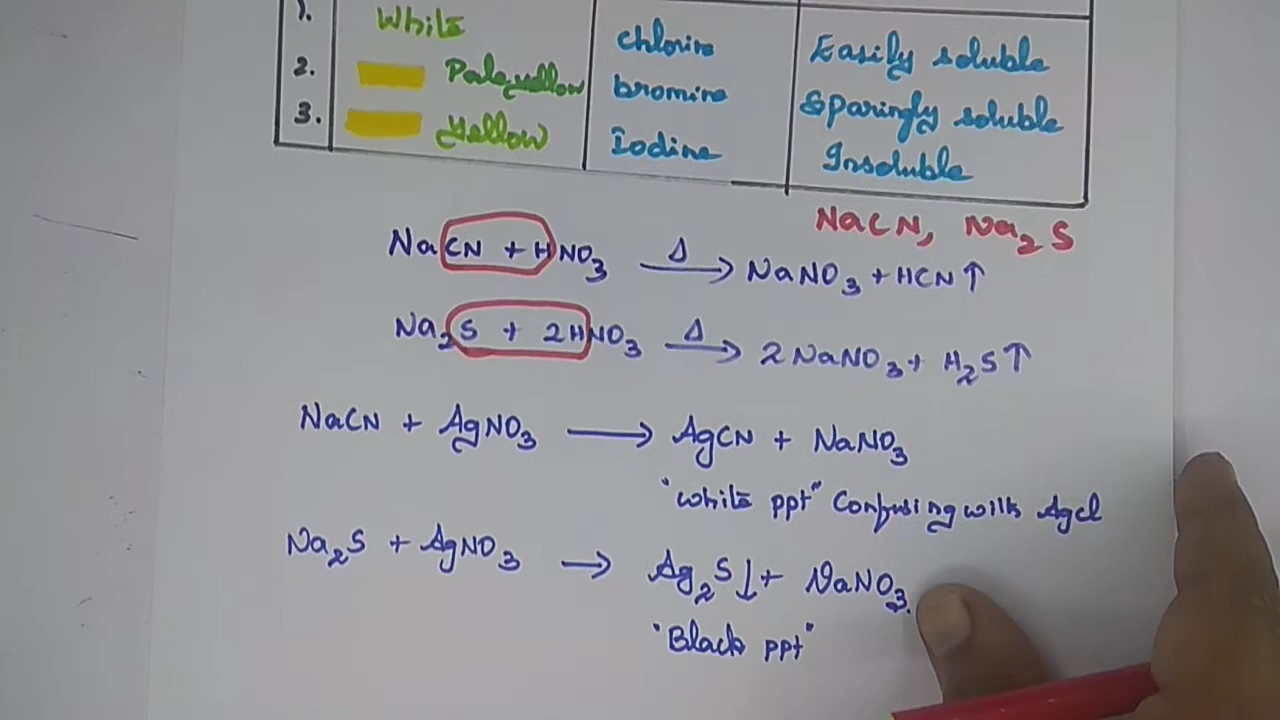 1. White chlorine Easily soluble
2. Pale yellow bromine Sparingly soluble
3. Yellow Iodine Insoluble
NaCN, Na₂S
NaCN + HNO₃ —Δ→ NaNO₃ + HCN↑
Na₂S + 2HNO₃ —Δ→ 2NaNO₃ + H₂S↑
NaCN + AgNO₃ → AgCN + NaNO₃
"White ppt" Confusing with Agcl
Na₂S + AgNO₃ → Ag₂S↓ + NaNO₃.
"Black ppt"